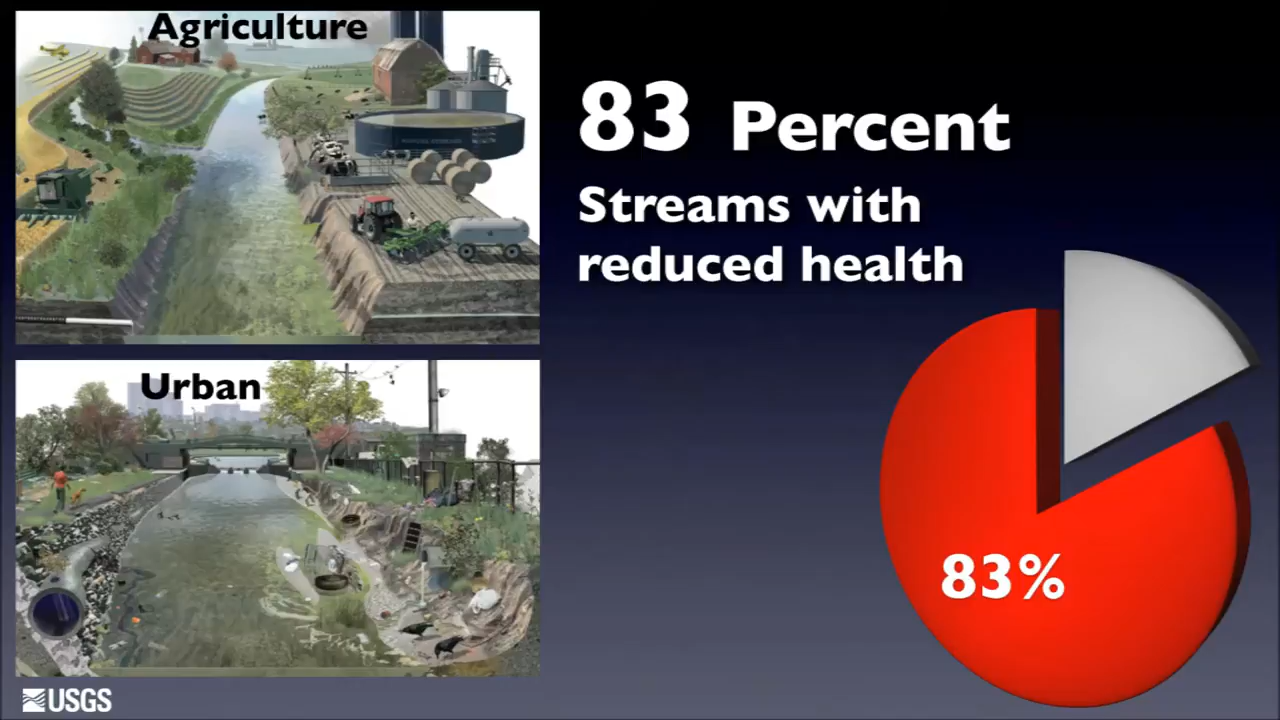 Agriculture
83 Percent
Streams with
reduced health
Urban
83%
USGS